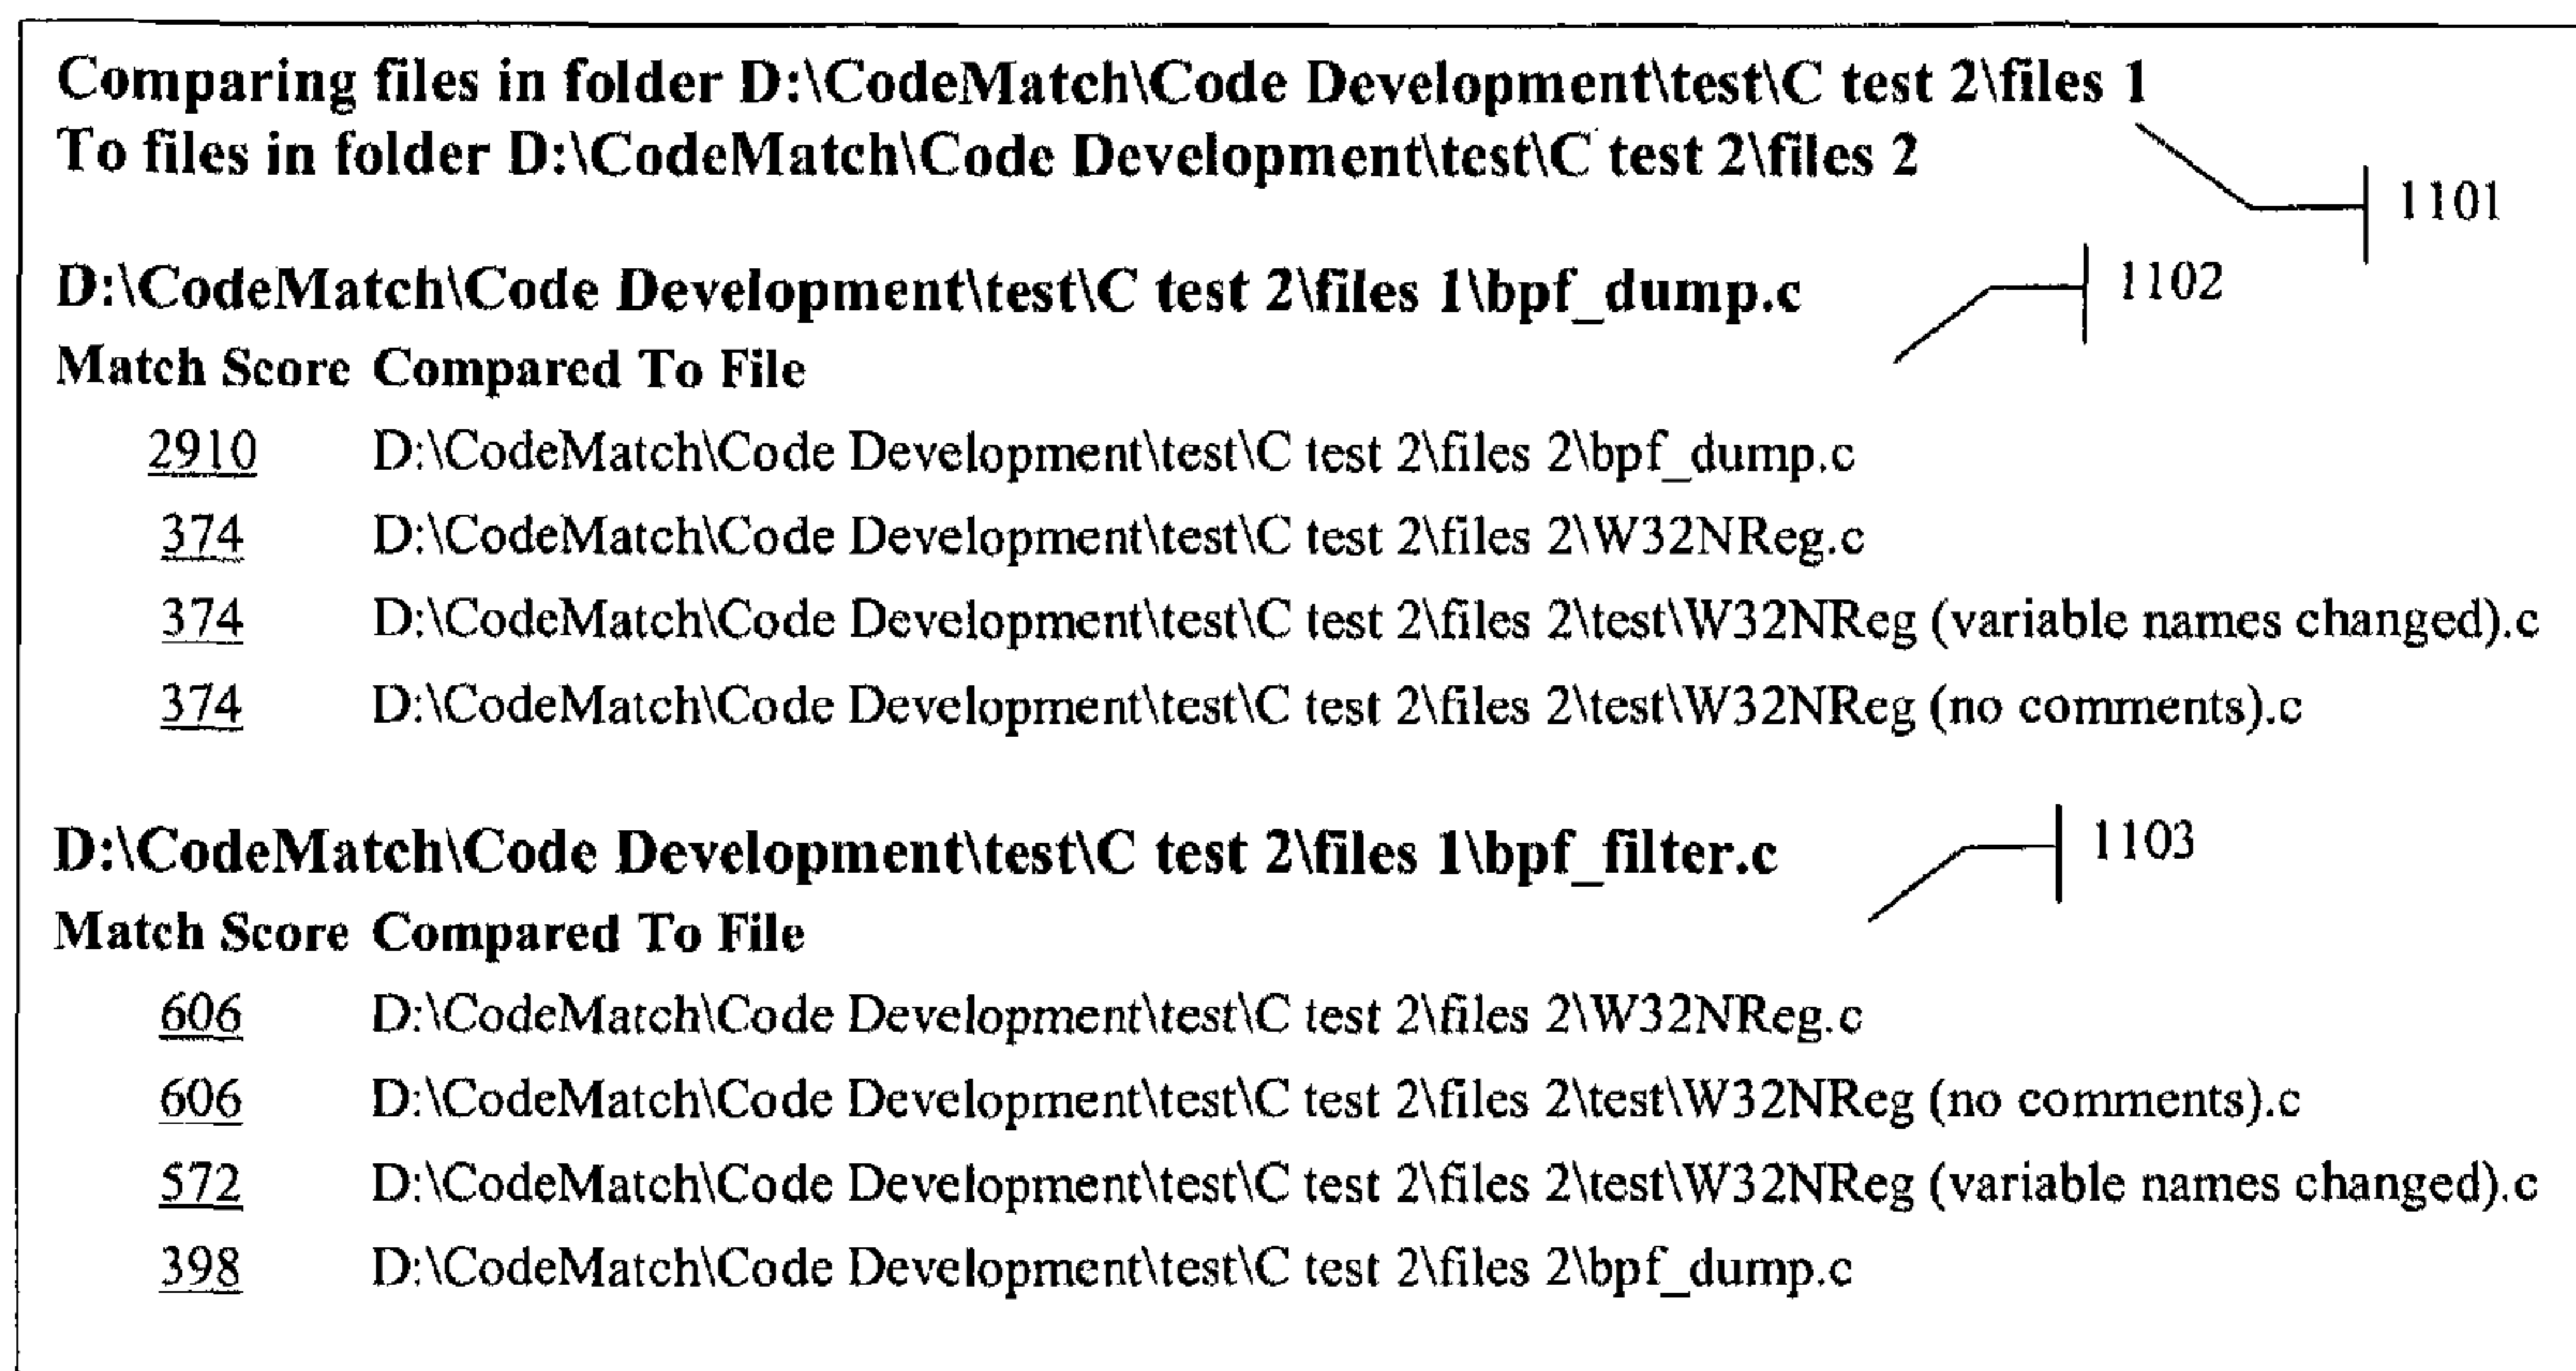 Comparing files in folder D:\CodeMatch\Code Development\test\C test 2\files 1
To files in folder D:\CodeMatch\Code Development\test\C test 2\files 2
1101
D:\CodeMatch\Code Development\test\C test 2\files 1\bpf_dump.c
1102
Match Score Compared To File
2910 D:\CodeMatch\Code Development\test\C test 2\files 2\bpf_dump.c
374 D:\CodeMatch\Code Development\test\C test 2\files 2\W32NReg.c
374 D:\CodeMatch\Code Development\test\C test 2\files 2\test\W32NReg (variable names changed).c
374 D:\CodeMatch\Code Development\test\C test 2\files 2\test\W32NReg (no comments).c
D:\CodeMatch\Code Development\test\C test 2\files 1\bpf_filter.c
1103
Match Score Compared To File
606 D:\CodeMatch\Code Development\test\C test 2\files 2\W32NReg.c
606 D:\CodeMatch\Code Development\test\C test 2\files 2\test\W32NReg (no comments).c
572 D:\CodeMatch\Code Development\test\C test 2\files 2\test\W32NReg (variable names changed).c
398 D:\CodeMatch\Code Development\test\C test 2\files 2\bpf_dump.c